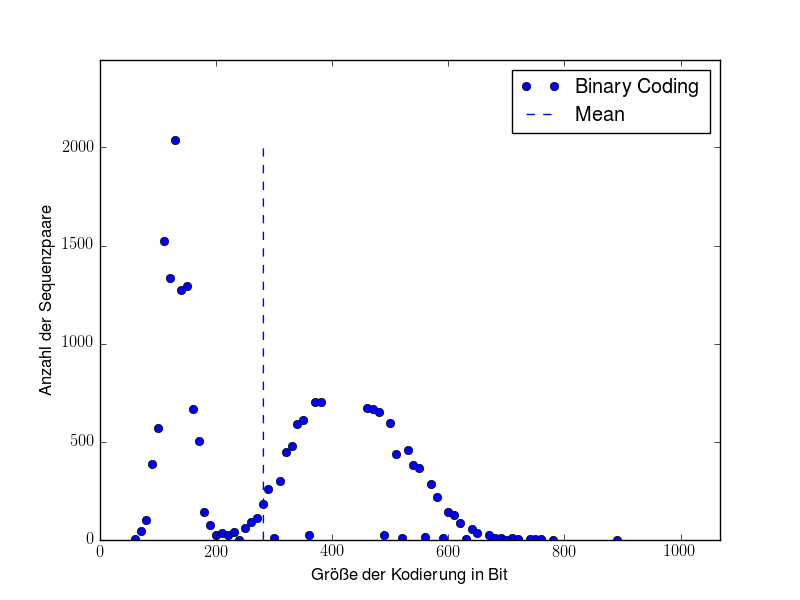 Binary Coding
Mean
2000
1500
1000
500
0
0 200 400 600 800 1000
Anzahl der Sequenzpaare
Größe der Kodierung in Bit